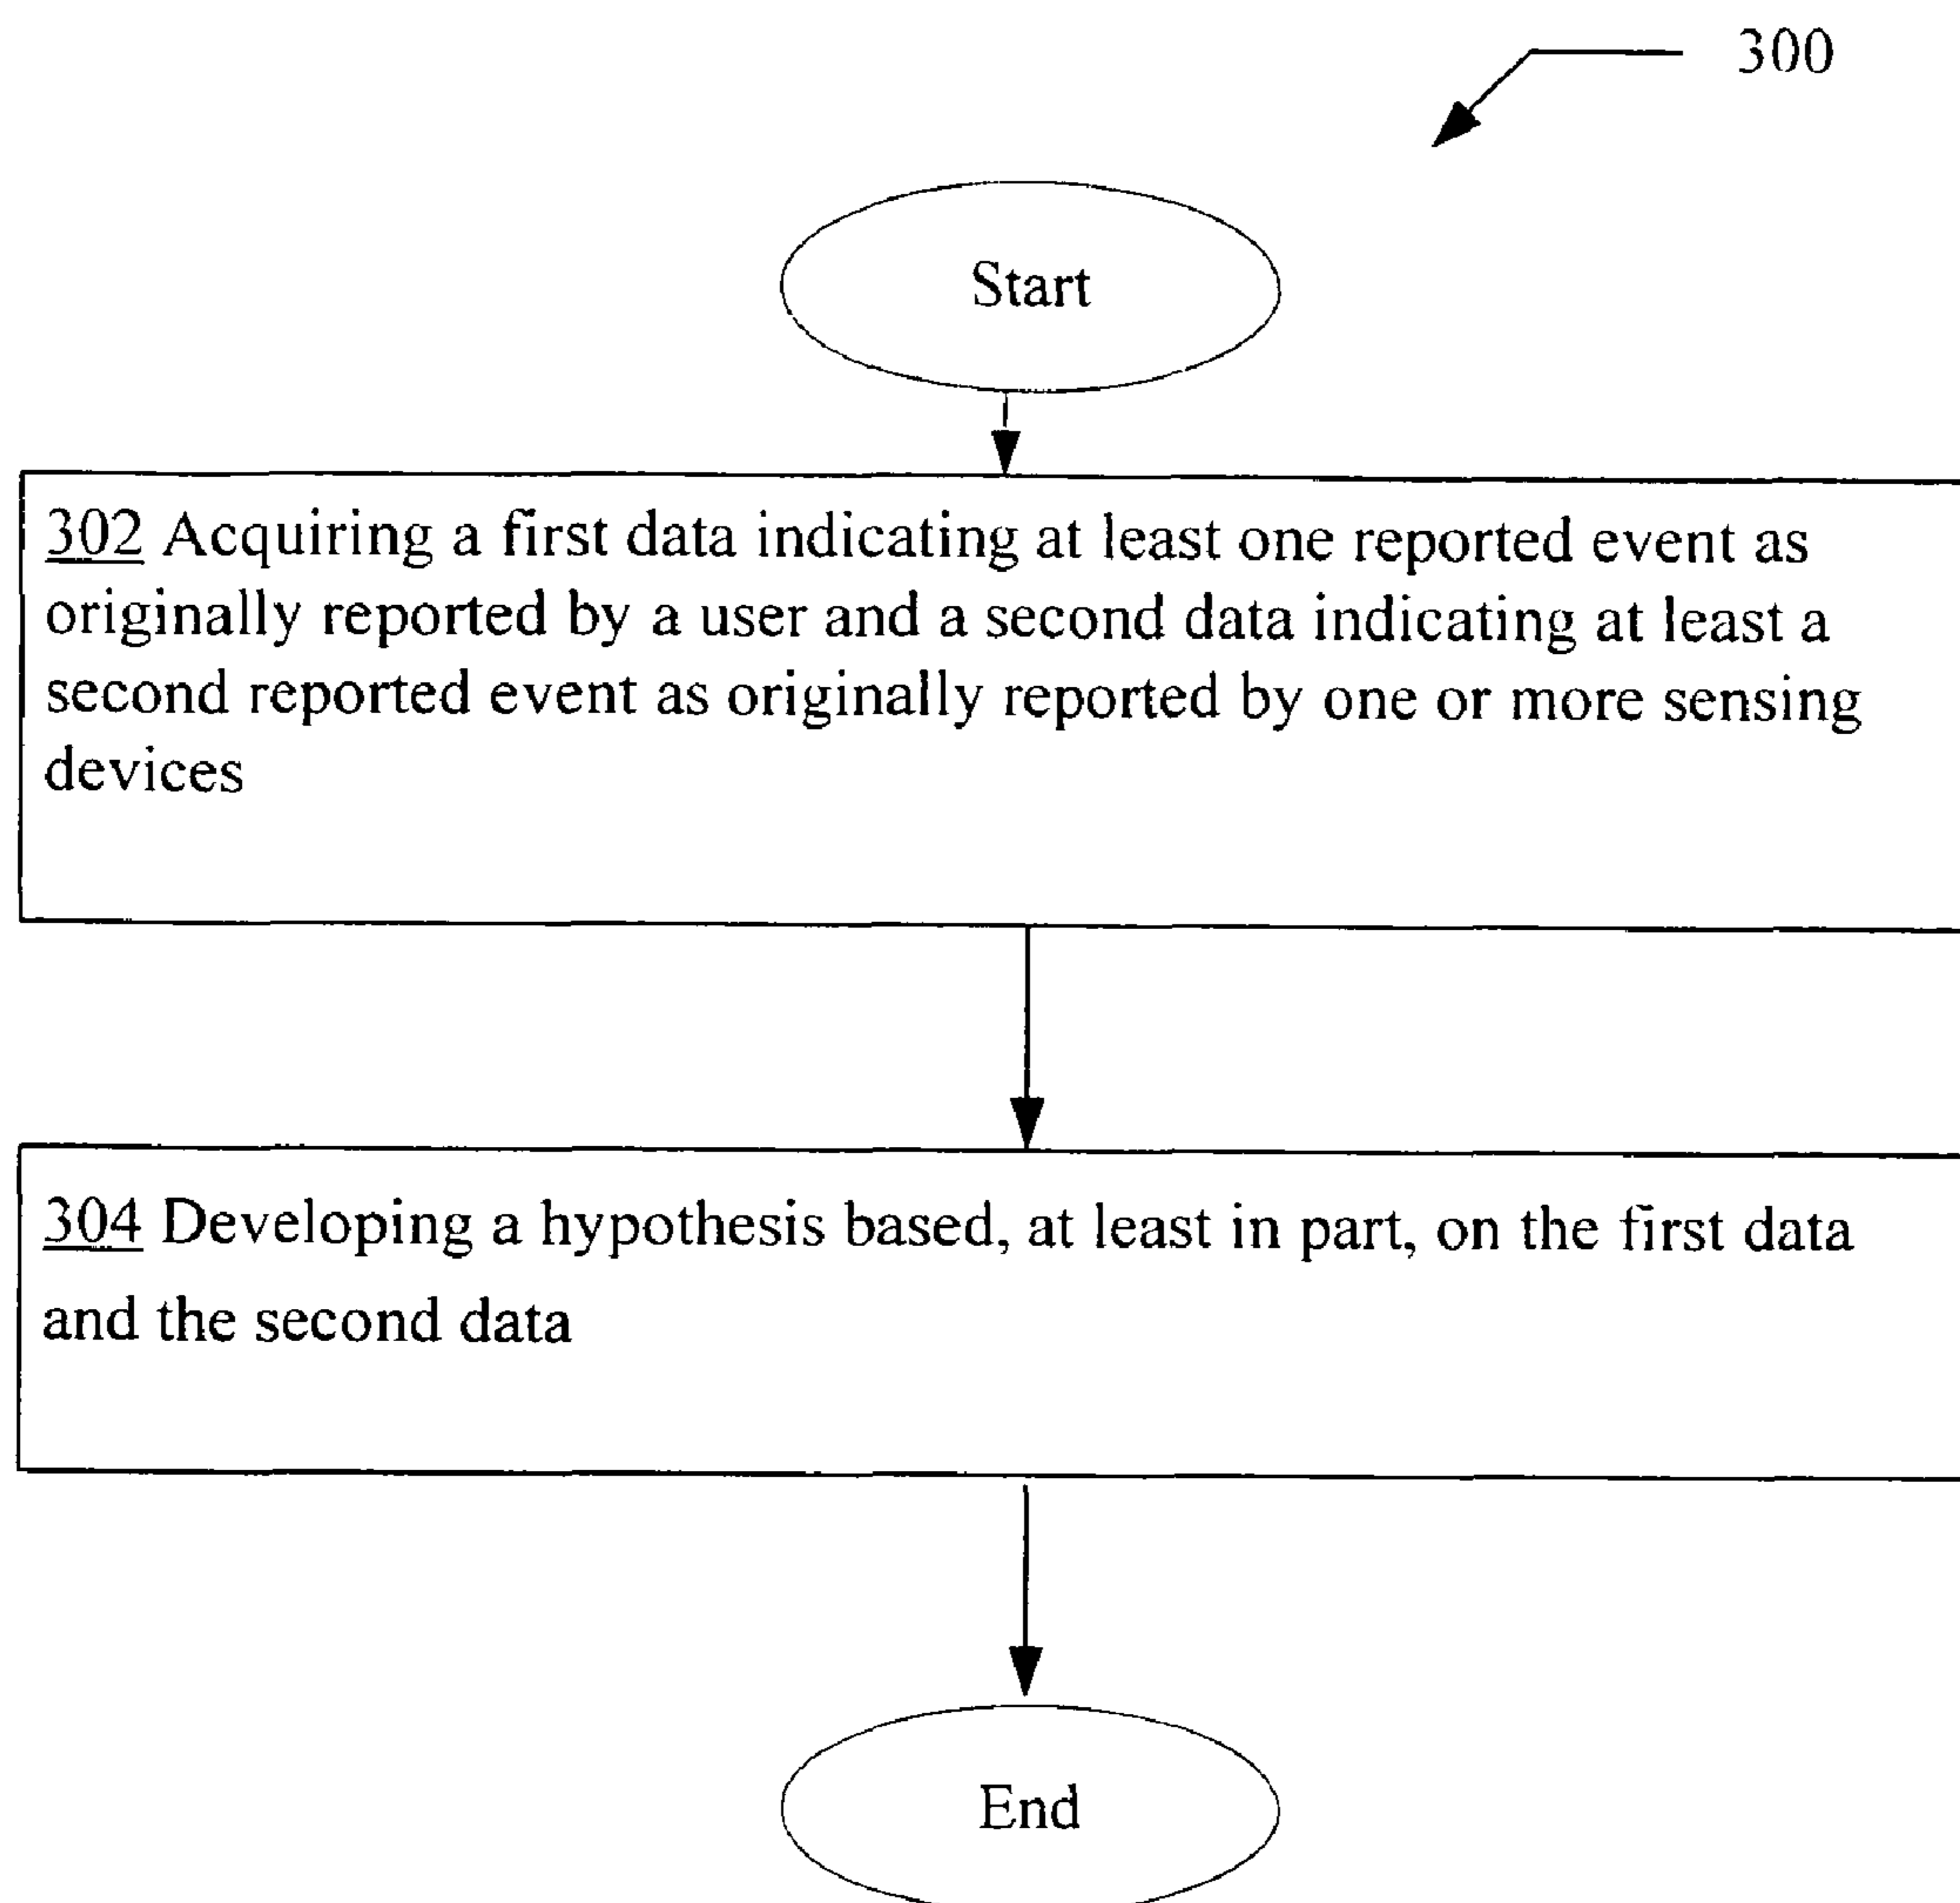 300
Start
302 Acquiring a first data indicating at least one reported event as
originally reported by a user and a second data indicating at least a
second reported event as originally reported by one or more sensing
devices
304 Developing a hypothesis based, at least in part, on the first data
and the second data
End